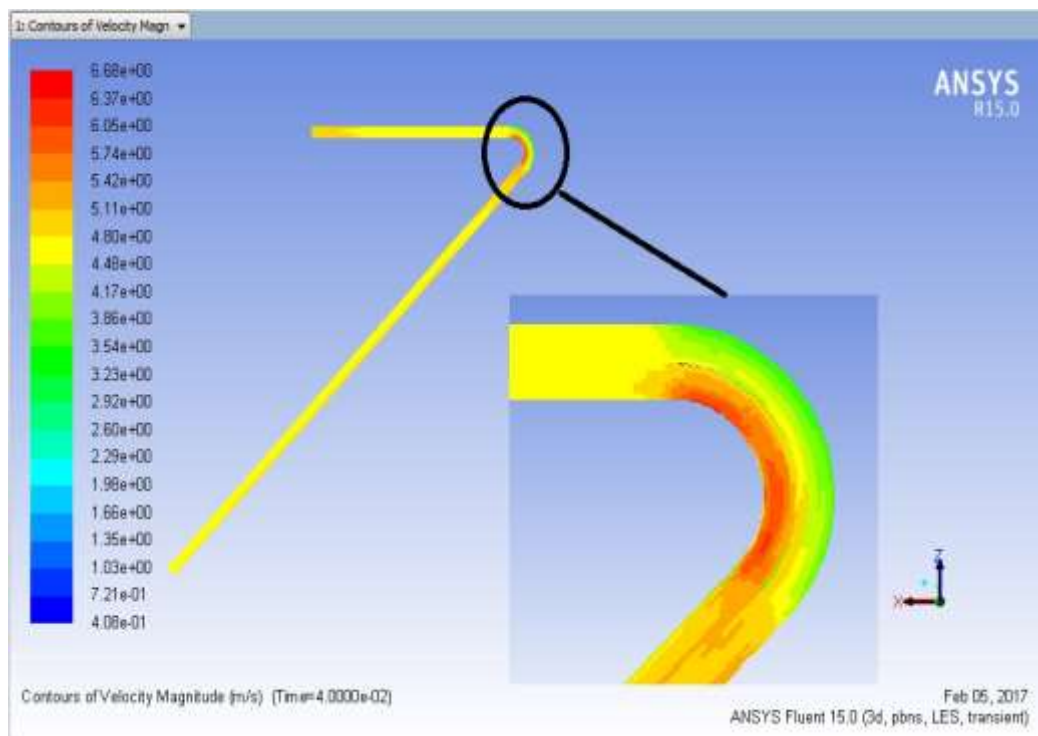 1: Contours of Velocity Magn
ANSYS
R15.0
6.68e+00
6.37e+00
6.05e+00
5.74e+00
5.42e+00
5.11e+00
4.80e+00
4.48e+00
4.17e+00
3.86e+00
3.54e+00
3.23e+00
2.92e+00
2.60e+00
2.29e+00
1.98e+00
1.66e+00
1.35e+00
1.03e+00
7.21e-01
4.08e-01
Z
X
Contours of Velocity Magnitude (m/s) (Time=4.0000e-02)
Feb 05, 2017
ANSYS Fluent 15.0 (3d, pbns, LES, transient)